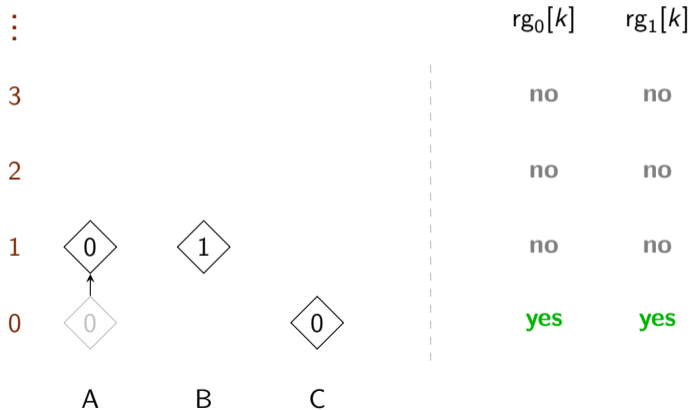 ⋮ rg₀[k] rg₁[k]
3 no no
2 no no
1 0 1 no no
0 0 0 yes yes
A B C